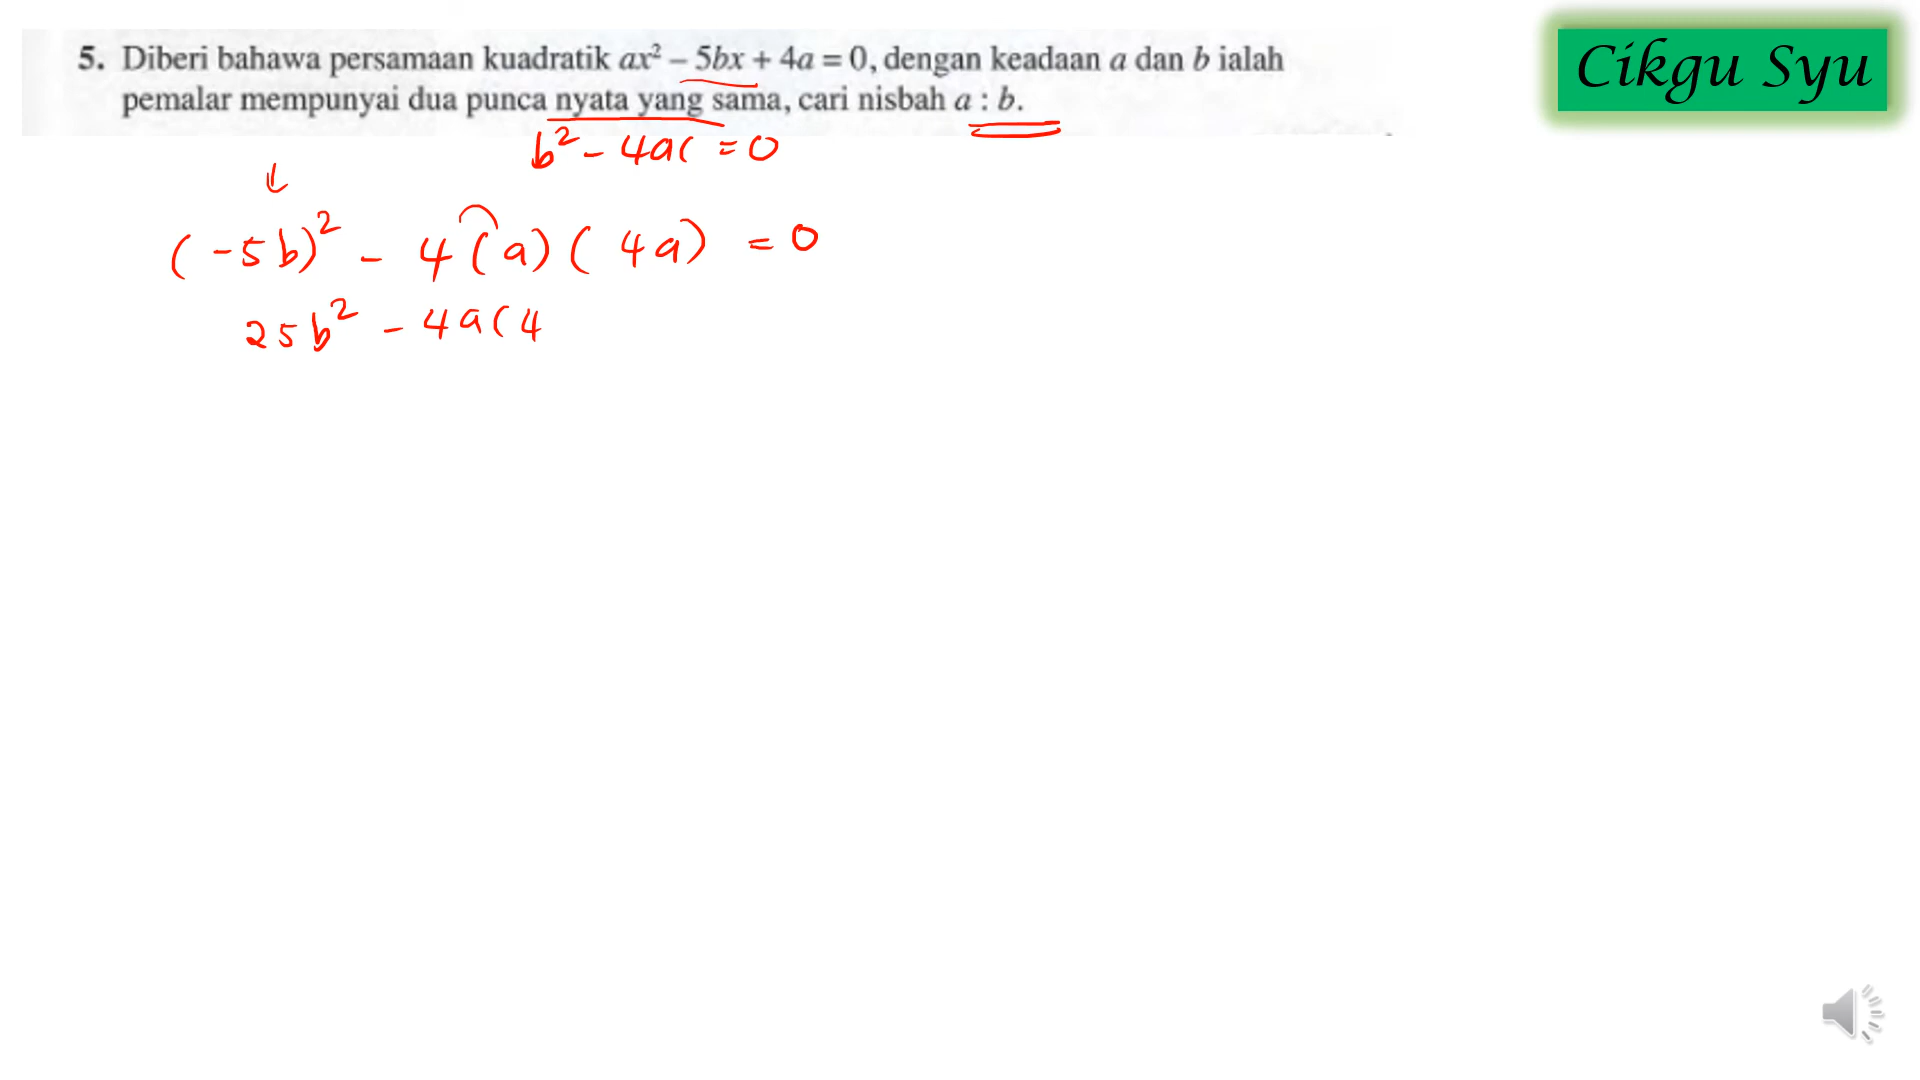 5. Diberi bahawa persamaan kuadratik ax² – 5bx + 4a = 0, dengan keadaan a dan b ialah
pemalar mempunyai dua punca nyata yang sama, cari nisbah a : b.
Cikgu Syu
b² - 4ac = 0
(-5b)² - 4(a)(4a) = 0
25b² - 4a(4